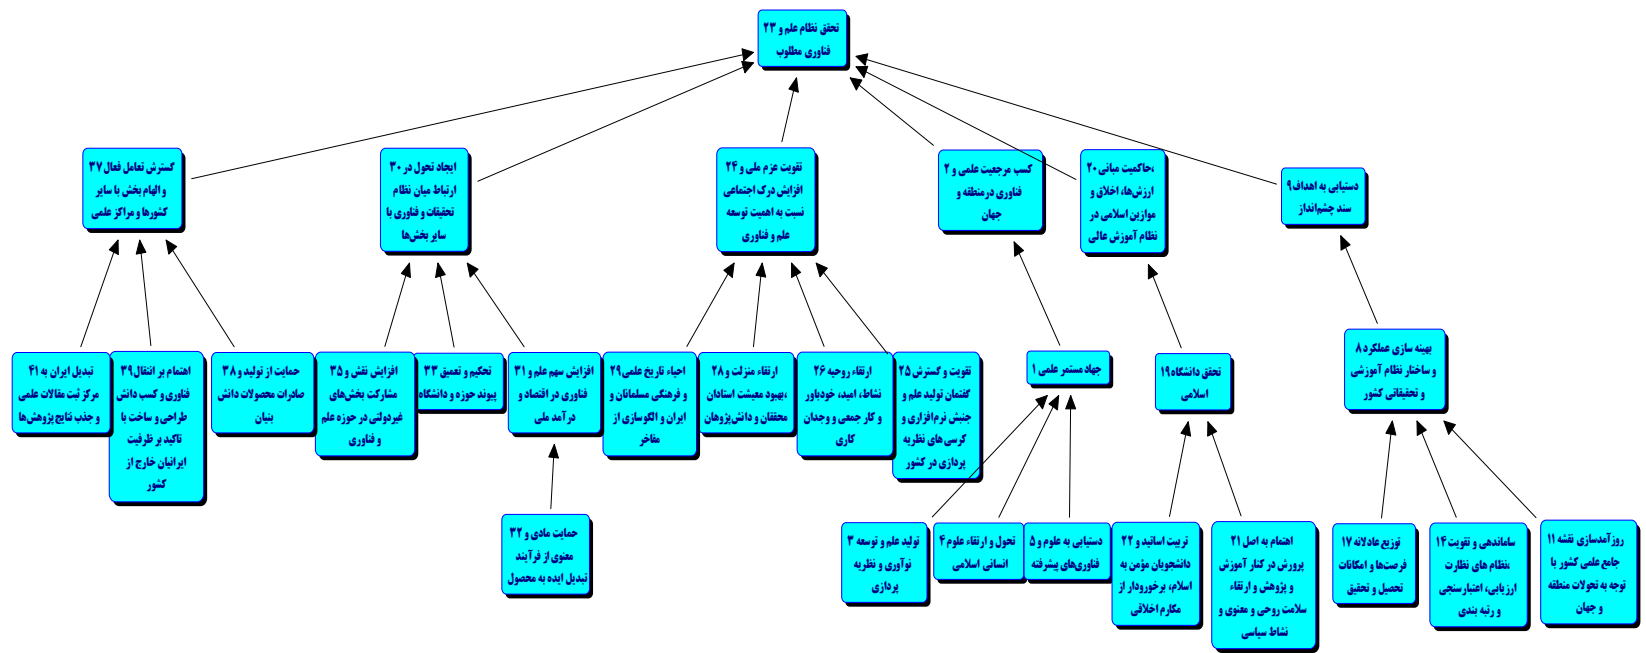 تحقق نظام علم و ۲۳
فناوری مطلوب
گسترش تعامل فعال ۳۷
و الهام بخش با سایر
کشورها و مراکز علمی
ایجاد تحول در ۳۰
ارتباط میان نظام
تحقیقات و فناوری با
سایر بخش‌ها
تقویت عزم ملی و ۲۴
افزایش درک اجتماعی
نسبت به اهمیت توسعه
علم و فناوری
کسب مرجعیت علمی و ۲
فناوری درمنطقه و
جهان
،حاکمیت مبانی ۲۰
ارزش‌ها، اخلاق و
موازین اسلامی در
نظام آموزش عالی
دستیابی به اهداف ۹
سند چشم‌انداز
تبدیل ایران به ۴۱
مرکز ثبت مقالات علمی
و جذب نتایج پژوهش‌ها
اهتمام بر انتقال ۳۹
فناوری و کسب دانش
طراحی و ساخت با
تاکید بر ظرفیت
ایرانیان خارج از
کشور
حمایت از تولید و ۳۸
صادرات محصولات دانش
بنیان
افزایش نقش و ۳۵
مشارکت بخش‌های
غیردولتی در حوزه علم
و فناوری
تحکیم و تعمیق ۳۳
پیوند حوزه و دانشگاه
افزایش سهم علم و ۳۱
فناوری در اقتصاد و
درآمد ملی
احیاء تاریخ علمی ۲۹
و فرهنگی مسلمانان و
ایران و الگوسازی از
مفاخر
ارتقاء منزلت و ۲۸
،بهبود معیشت استادان
محققان و دانش‌پژوهان
ارتقاء روحیه ۲۶
نشاط، امید، خودباور
و کار جمعی و وجدان
کاری
تقویت و گسترش ۲۵
گفتمان تولید علم و
جنبش نرم‌افزاری و
کرسی های نظریه
پردازی در کشور
جهاد مستمر علمی ۱
تحقق دانشگاه ۱۹
اسلامی
بهینه سازی عملکرد ۸
و ساختار نظام آموزشی
و تحقیقاتی کشور
حمایت مادی و ۳۲
معنوی از فرآیند
تبدیل ایده به محصول
تولید علم و توسعه ۳
نوآوری و نظریه
پردازی
تحول و ارتقاء علوم ۴
انسانی اسلامی
دستیابی به علوم و ۵
فناوری‌های پیشرفته
تربیت اساتید و ۲۲
دانشجویان مؤمن به
اسلام، برخورودار از
مکارم اخلاقی
اهتمام به اصل ۲۱
پرورش در کنار آموزش
و پژوهش و ارتقاء
سلامت روحی و معنوی و
نشاط سیاسی
توزیع عادلانه ۱۷
فرصت‌ها و امکانات
تحصیل و تحقیق
ساماندهی و تقویت ۱۴
،نظام های نظارت
ارزیابی، اعتبارسنجی
و رتبه بندی
روزآمدسازی نقشه ۱۱
جامع علمی کشور با
توجه به تحولات منطقه
و جهان